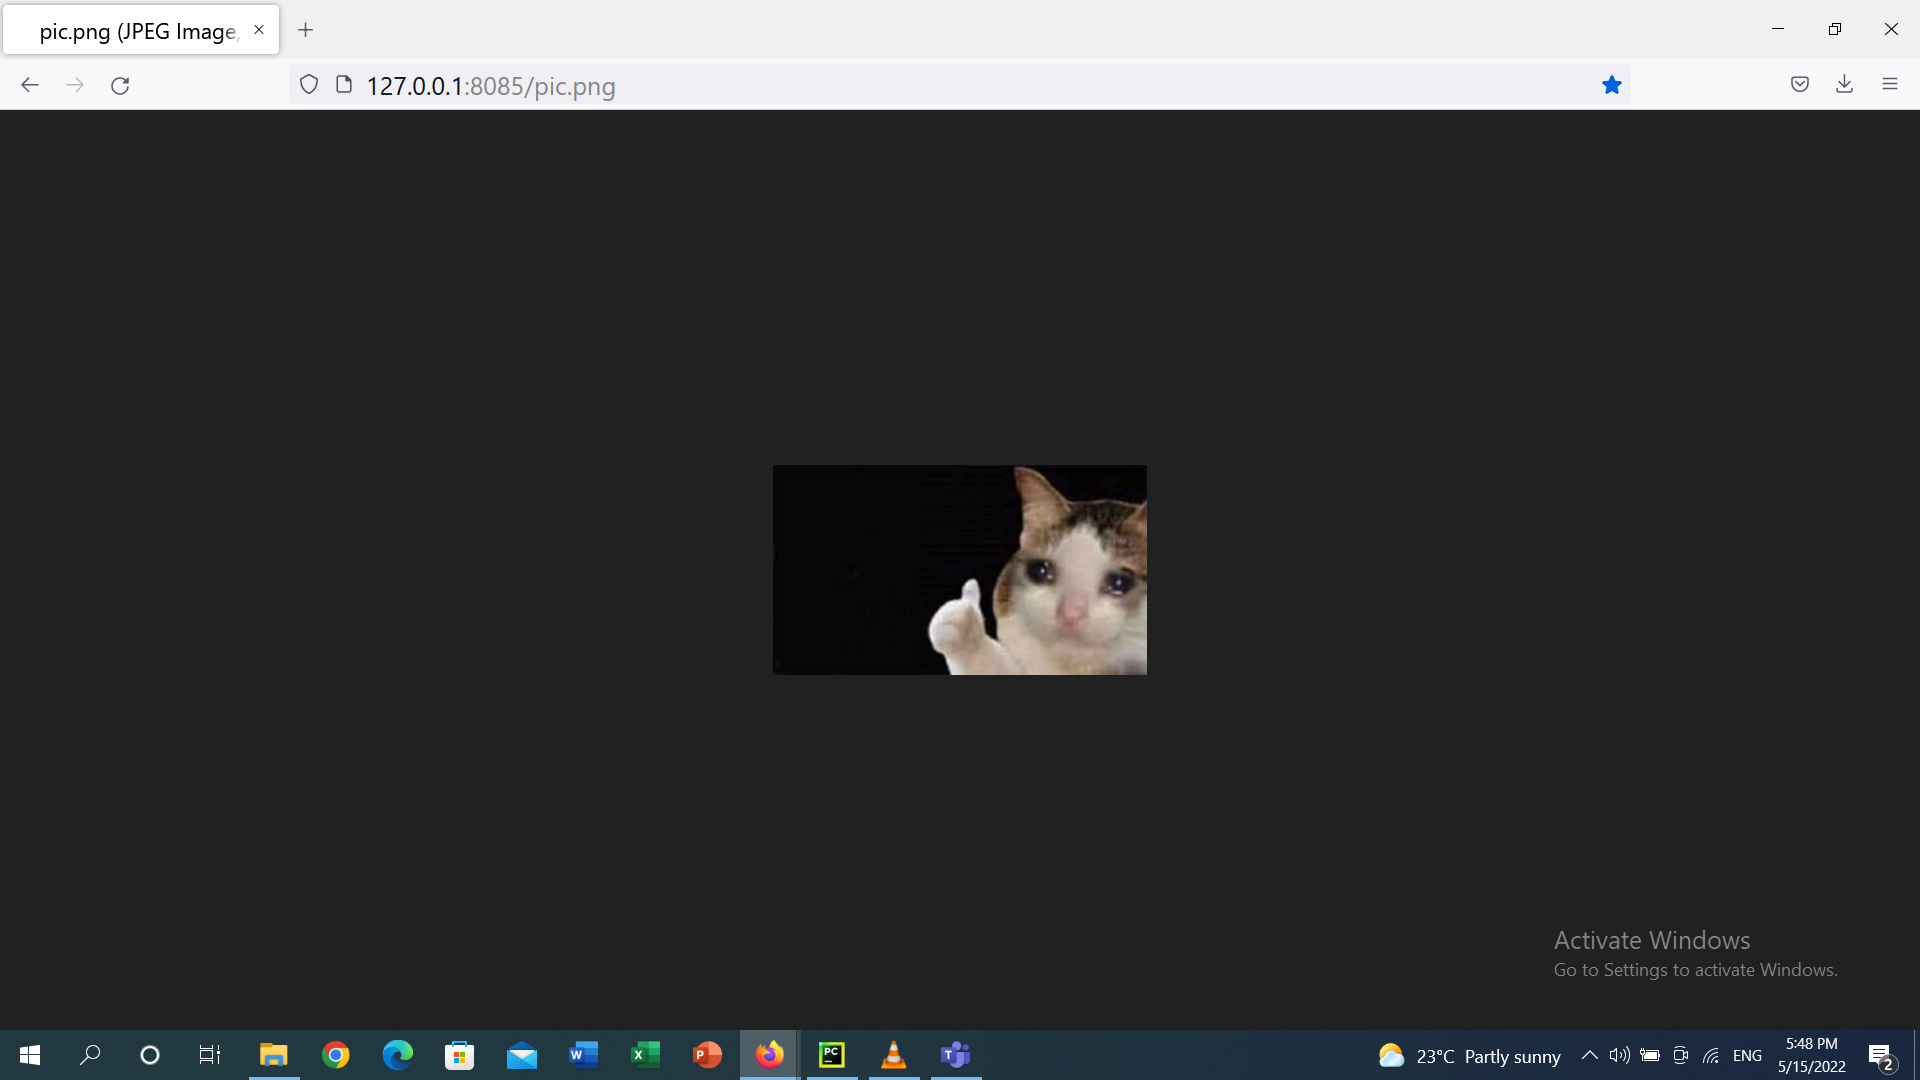 pic.png (JPEG Image,
127.0.0.1:8085/pic.png
Activate Windows
Go to Settings to activate Windows.
23°C Partly sunny
ENG
5:48 PM
5/15/2022
2